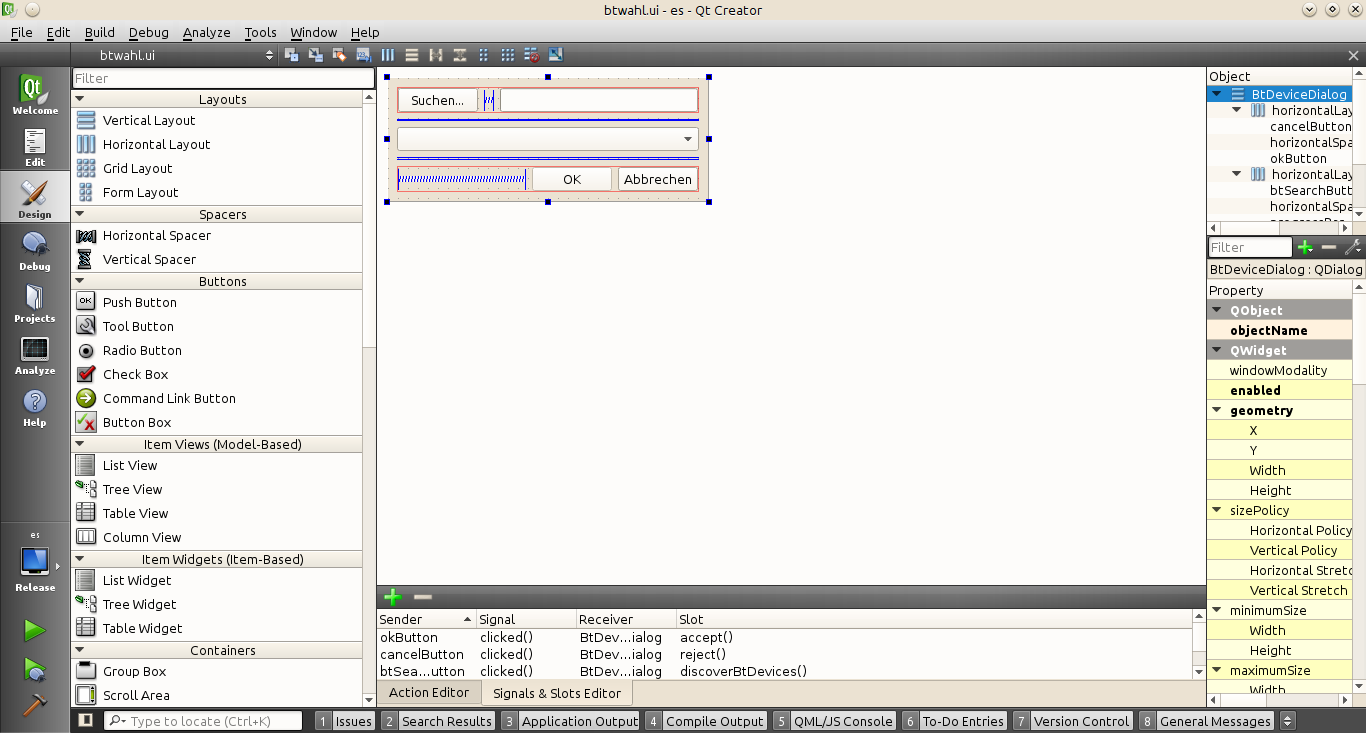 btwahl.ui - es - Qt Creator
File Edit Build Debug Analyze Tools Window Help
btwahl.ui
Qt
Welcome
Edit
Design
Debug
Projects
Analyze
Help
es
Release
Filter
Layouts
Vertical Layout
Horizontal Layout
Grid Layout
Form Layout
Spacers
Horizontal Spacer
Vertical Spacer
Buttons
OK Push Button
Tool Button
Radio Button
Check Box
Command Link Button
Button Box
Item Views (Model-Based)
List View
Tree View
Table View
Column View
Item Widgets (Item-Based)
List Widget
Tree Widget
Table Widget
Containers
Group Box
Scroll Area
Suchen...
OK Abbrechen
Sender Signal Receiver Slot
okButton clicked() BtDev...ialog accept()
cancelButton clicked() BtDev...ialog reject()
btSea...utton clicked() BtDev...ialog discoverBtDevices()
Action Editor Signals & Slots Editor
Object
BtDeviceDialog
horizontalLay
cancelButton
horizontalSpa
okButton
horizontalLay
btSearchButt
horizontalSpa
Filter
BtDeviceDialog : QDialog
Property
QObject
objectName
QWidget
windowModality
enabled
geometry
X
Y
Width
Height
sizePolicy
Horizontal Policy
Vertical Policy
Horizontal Stretc
Vertical Stretch
minimumSize
Width
Height
maximumSize
Width
Type to locate (Ctrl+K) 1 Issues 2 Search Results 3 Application Output 4 Compile Output 5 QML/JS Console 6 To-Do Entries 7 Version Control 8 General Messages